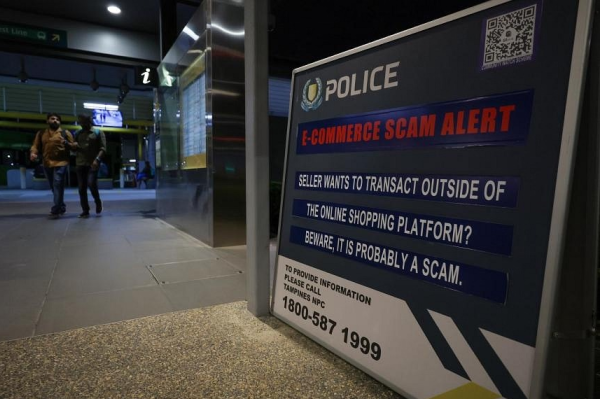 POLICE
E-COMMERCE SCAM ALERT
SELLER WANTS TO TRANSACT OUTSIDE OF
THE ONLINE SHOPPING PLATFORM?
BEWARE, IT IS PROBABLY A SCAM.
TO PROVIDE INFORMATION
PLEASE CALL
TAMPINES NPC
1800-587 1999
i